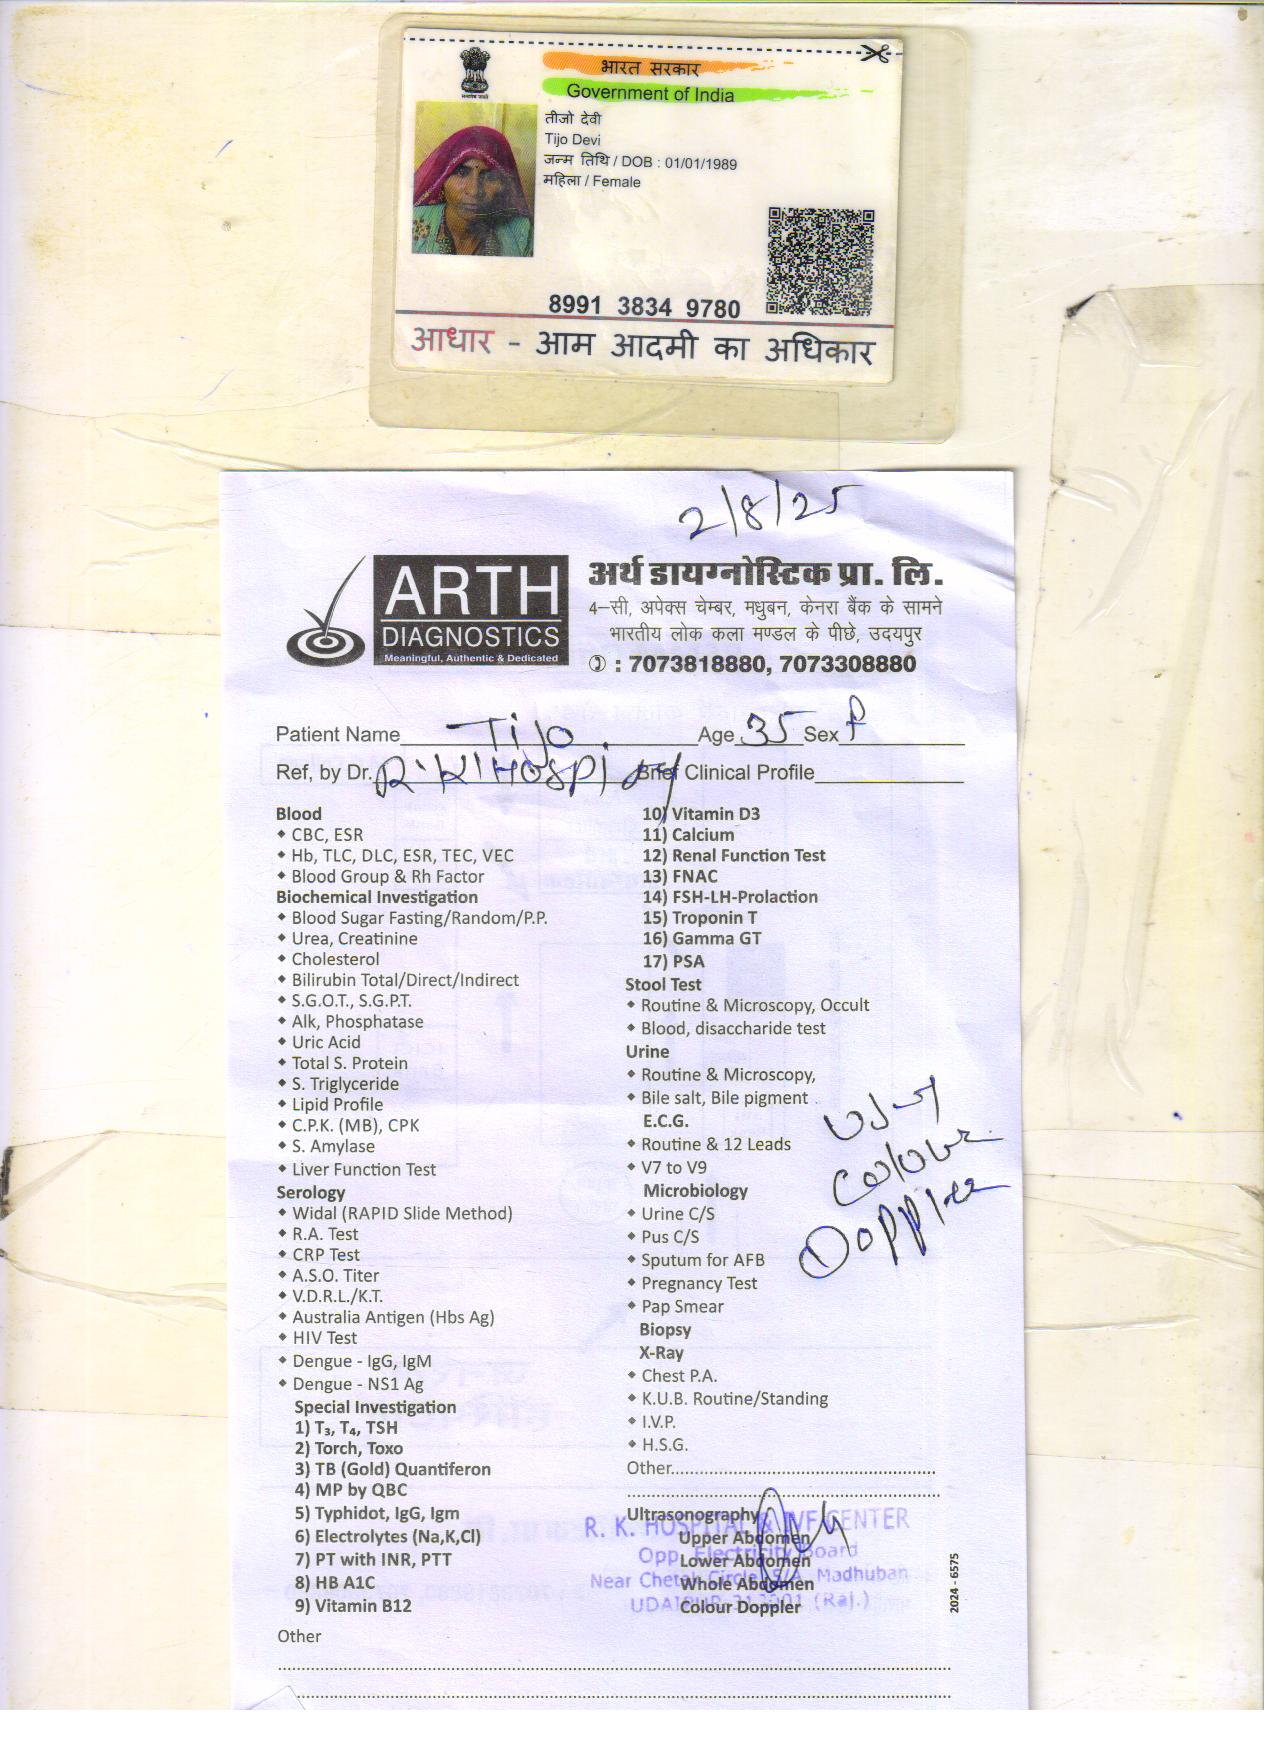 भारत सरकार
Government of India
तीजो देवी
Tijo Devi
जन्म तिथि / DOB : 01/01/1989
महिला / Female
8991 3834 9780
आधार - आम आदमी का अधिकार
2/8/25
ARTH
DIAGNOSTICS
Meaningful, Authentic & Dedicated
अर्थ डायग्नोस्टिक प्रा. लि.
4–सी, अपेक्स चेम्बर, मधुबन, केनरा बैंक के सामने
भारतीय लोक कला मण्डल के पीछे, उदयपुर
: 7073818880, 7073308880
Patient Name Tijo Age 35 Sex f
Ref, by Dr. R.K. Hospital Brief Clinical Profile
Blood
CBC, ESR
Hb, TLC, DLC, ESR, TEC, VEC
Blood Group & Rh Factor
Biochemical Investigation
Blood Sugar Fasting/Random/P.P.
Urea, Creatinine
Cholesterol
Bilirubin Total/Direct/Indirect
S.G.O.T., S.G.P.T.
Alk, Phosphatase
Uric Acid
Total S. Protein
S. Triglyceride
Lipid Profile
C.P.K. (MB), CPK
S. Amylase
Liver Function Test
Serology
Widal (RAPID Slide Method)
R.A. Test
CRP Test
A.S.O. Titer
V.D.R.L./K.T.
Australia Antigen (Hbs Ag)
HIV Test
Dengue - IgG, IgM
Dengue - NS1 Ag
Special Investigation
1) T₃, T₄, TSH
2) Torch, Toxo
3) TB (Gold) Quantiferon
4) MP by QBC
5) Typhidot, IgG, Igm
6) Electrolytes (Na,K,Cl)
7) PT with INR, PTT
8) HB A1C
9) Vitamin B12
10) Vitamin D3
11) Calcium
12) Renal Function Test
13) FNAC
14) FSH-LH-Prolaction
15) Troponin T
16) Gamma GT
17) PSA
Stool Test
Routine & Microscopy, Occult
Blood, disaccharide test
Urine
Routine & Microscopy,
Bile salt, Bile pigment
E.C.G.
Routine & 12 Leads
V7 to V9
Microbiology
Urine C/S
Pus C/S
Sputum for AFB
Pregnancy Test
Pap Smear
Biopsy
X-Ray
Chest P.A.
K.U.B. Routine/Standing
I.V.P.
H.S.G.
Other
colour
Doppler
Ultrasonography
Upper Abdomen
Lower Abdomen
Whole Abdomen
Colour Doppler
R. K. HOSPITAL & IVF CENTER
Opp. Electricity Board
Near Chetak Circle, 5/A, Madhuban
UDAIPUR-313001 (Raj.)
2024 - 6575
Other